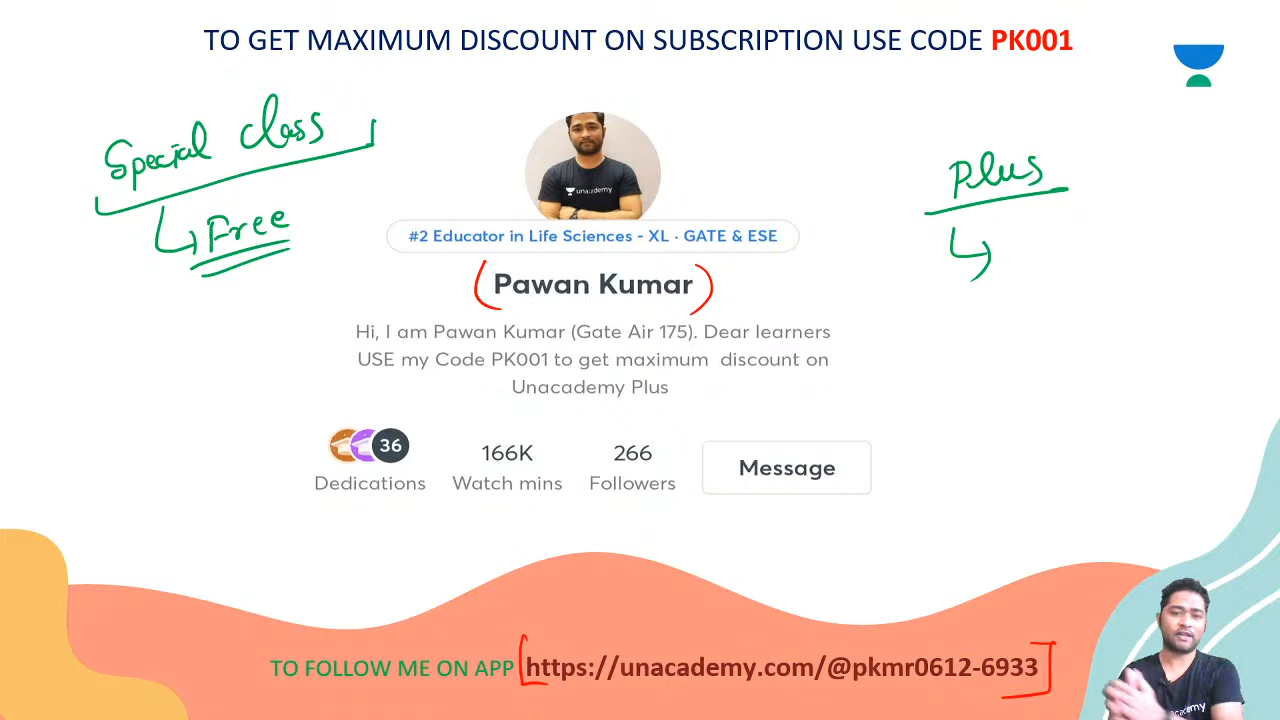 TO GET MAXIMUM DISCOUNT ON SUBSCRIPTION USE CODE PK001
Special class
Free
Plus
unacademy
#2 Educator in Life Sciences - XL · GATE & ESE
Pawan Kumar
Hi, I am Pawan Kumar (Gate Air 175). Dear learners
USE my Code PK001 to get maximum discount on
Unacademy Plus
36
Dedications
166K
Watch mins
266
Followers
Message
TO FOLLOW ME ON APP https://unacademy.com/@pkmr0612-6933
unacademy